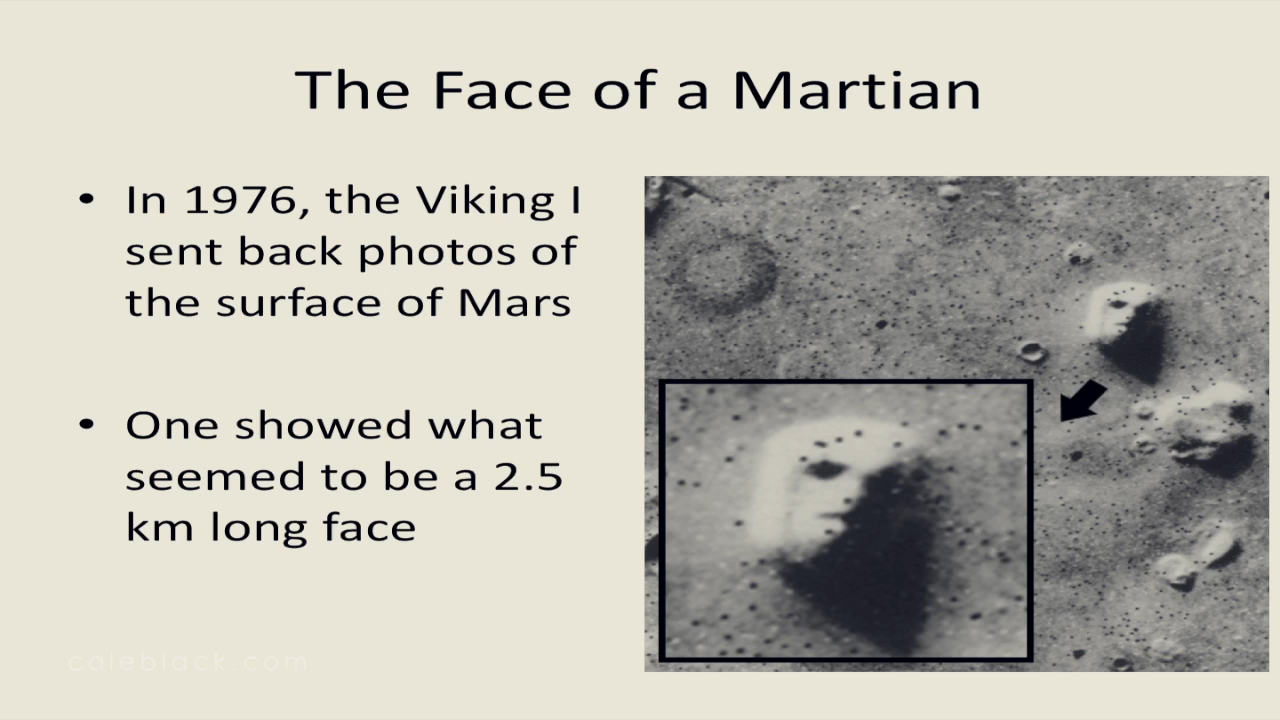 The Face of a Martian
• In 1976, the Viking I
sent back photos of
the surface of Mars
• One showed what
seemed to be a 2.5
km long face
caleblack.com